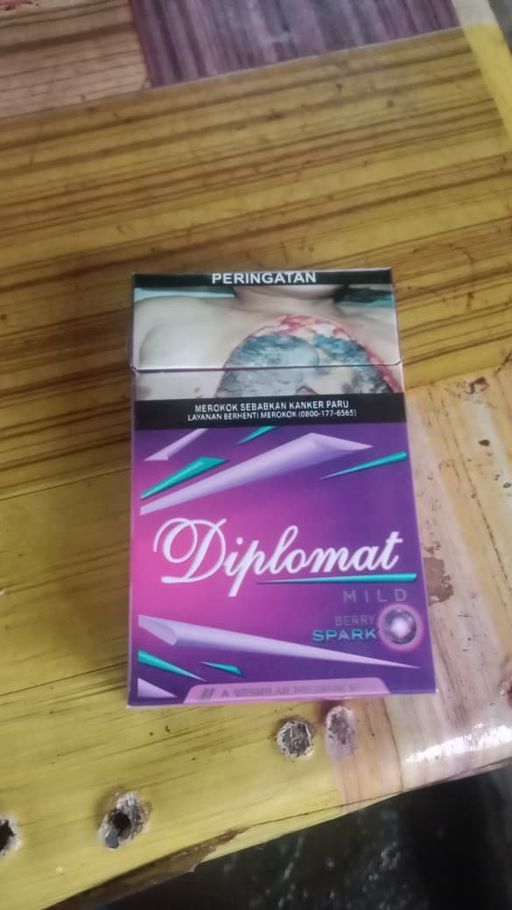 PERINGATAN
MEROKOK SEBABKAN KANKER PARU
LAYANAN BERHENTI MEROKOK (0800-177-6565)
Diplomat
MILD
BERRY
SPARK